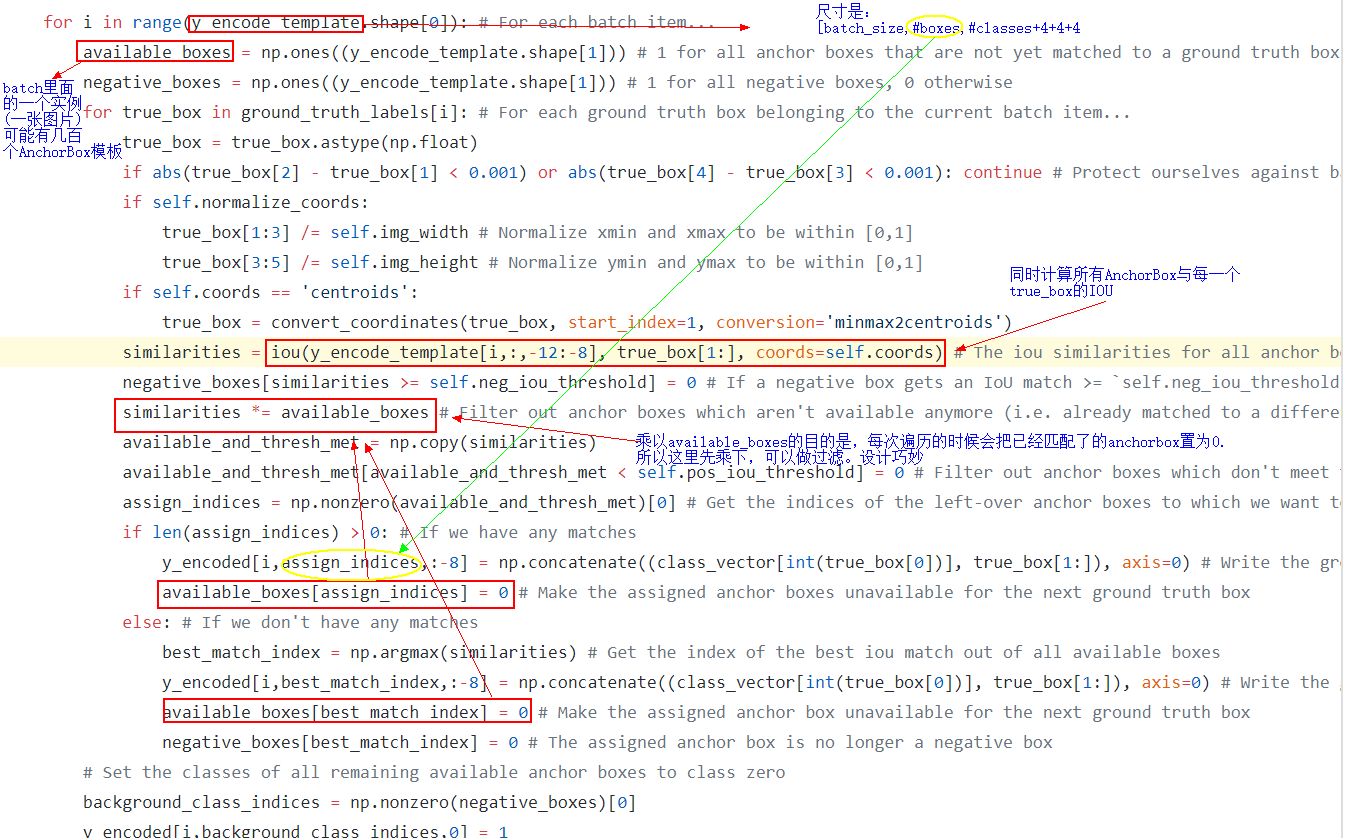 for i in range(y_encode_template.shape[0]): # For each batch item...
尺寸是:
[batch_size, #boxes, #classes+4+4+4
available_boxes = np.ones((y_encode_template.shape[1])) # 1 for all anchor boxes that are not yet matched to a ground truth box
negative_boxes = np.ones((y_encode_template.shape[1])) # 1 for all negative boxes, 0 otherwise
batch里面
的一个实例
(一张图片)
可能有几百
个AnchorBox模板
for true_box in ground_truth_labels[i]: # For each ground truth box belonging to the current batch item...
true_box = true_box.astype(np.float)
if abs(true_box[2] - true_box[1] < 0.001) or abs(true_box[4] - true_box[3] < 0.001): continue # Protect ourselves against
if self.normalize_coords:
true_box[1:3] /= self.img_width # Normalize xmin and xmax to be within [0,1]
true_box[3:5] /= self.img_height # Normalize ymin and ymax to be within [0,1]
同时计算所有AnchorBox与每一个
true_box的IOU
if self.coords == 'centroids':
true_box = convert_coordinates(true_box, start_index=1, conversion='minmax2centroids')
similarities = iou(y_encode_template[i,:,-12:-8], true_box[1:], coords=self.coords) # The iou similarities for all anchor
negative_boxes[similarities >= self.neg_iou_threshold] = 0 # If a negative box gets an IoU match >= `self.neg_iou_threshold
similarities *= available_boxes # Filter out anchor boxes which aren't available anymore (i.e. already matched to a
available_and_thresh_met = np.copy(similarities)
乘以available_boxes的目的是，每次遍历的时候会把已经匹配了的anchorbox置为0.
所以这里先乘下，可以做过滤。设计巧妙
available_and_thresh_met[available_and_thresh_met < self.pos_iou_threshold] = 0 # Filter out anchor boxes which don't meet
assign_indices = np.nonzero(available_and_thresh_met)[0] # Get the indices of the left-over anchor boxes to which we want
if len(assign_indices) > 0: # If we have any matches
y_encoded[i,assign_indices,:-8] = np.concatenate((class_vector[int(true_box[0])], true_box[1:]), axis=0) # Write the
available_boxes[assign_indices] = 0 # Make the assigned anchor boxes unavailable for the next ground truth box
else: # If we don't have any matches
best_match_index = np.argmax(similarities) # Get the index of the best iou match out of all available boxes
y_encoded[i,best_match_index,:-8] = np.concatenate((class_vector[int(true_box[0])], true_box[1:]), axis=0) # Write the
available_boxes[best_match_index] = 0 # Make the assigned anchor box unavailable for the next ground truth box
negative_boxes[best_match_index] = 0 # The assigned anchor box is no longer a negative box
# Set the classes of all remaining available anchor boxes to class zero
background_class_indices = np.nonzero(negative_boxes)[0]
y_encoded[i,background_class_indices,0] = 1